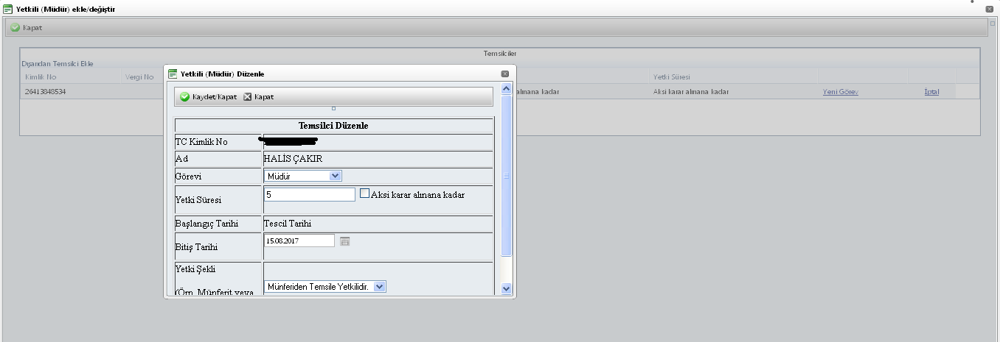 Yetkili (Müdür) ekle/değiştir
Kapat
Temsilciler
Dışarıdan Temsilci Ekle
Kimlik No Vergi No Yetki Süresi
26413848534 alınana kadar Aksi karar alınana kadar Yeni Görev İptal
Yetkili (Müdür) Düzenle
Kaydet/Kapat Kapat
Temsilci Düzenle
TC Kimlik No
Ad HALİS ÇAKIR
Görevi Müdür
Yetki Süresi 5 Aksi karar alınana kadar
Başlangıç Tarihi Tescil Tarihi
Bitiş Tarihi 15.08.2017
Yetki Şekli
Münferiden Temsile Yetkilidir.
(Örn. Münferit veya